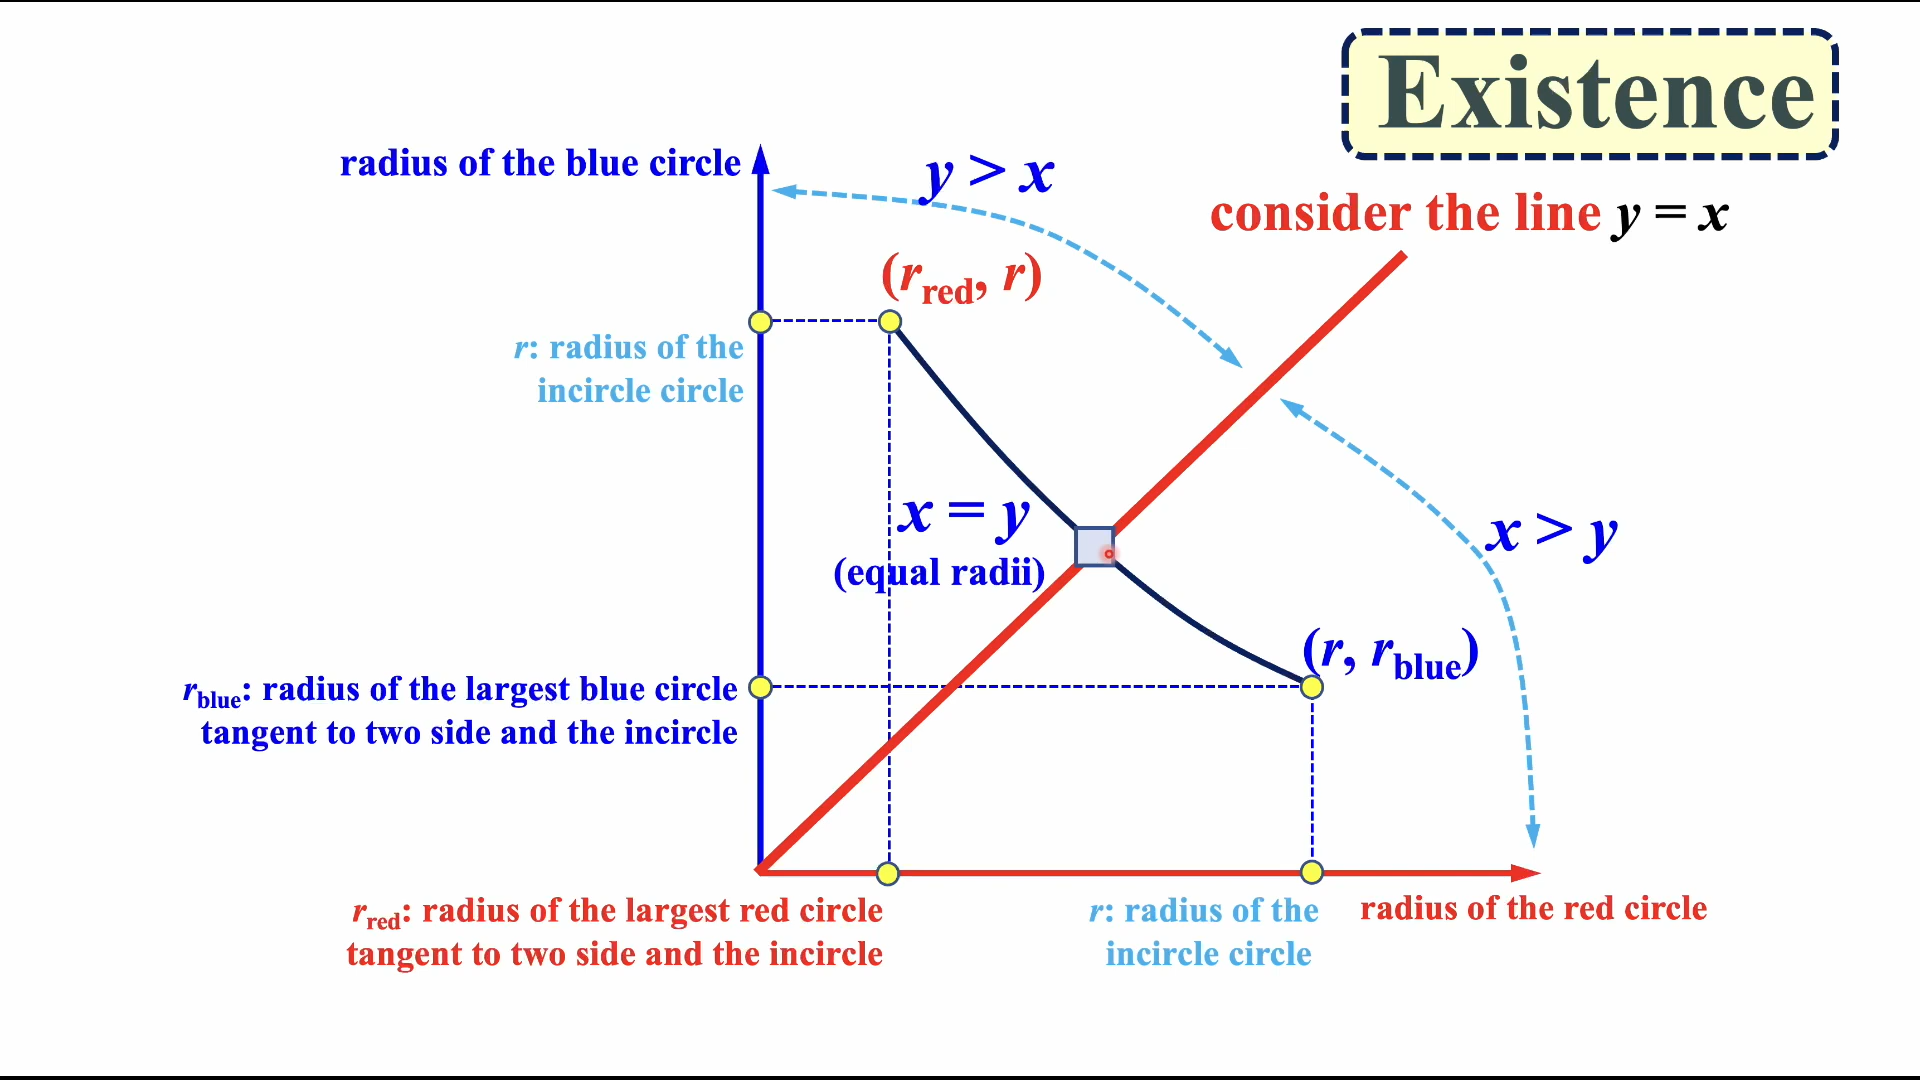 Existence
radius of the blue circle
y > x
consider the line y = x
(r_red, r)
r: radius of the
incircle circle
x = y
(equal radii)
x > y
(r, r_blue)
r_blue: radius of the largest blue circle
tangent to two side and the incircle
r_red: radius of the largest red circle
tangent to two side and the incircle
r: radius of the
incircle circle
radius of the red circle